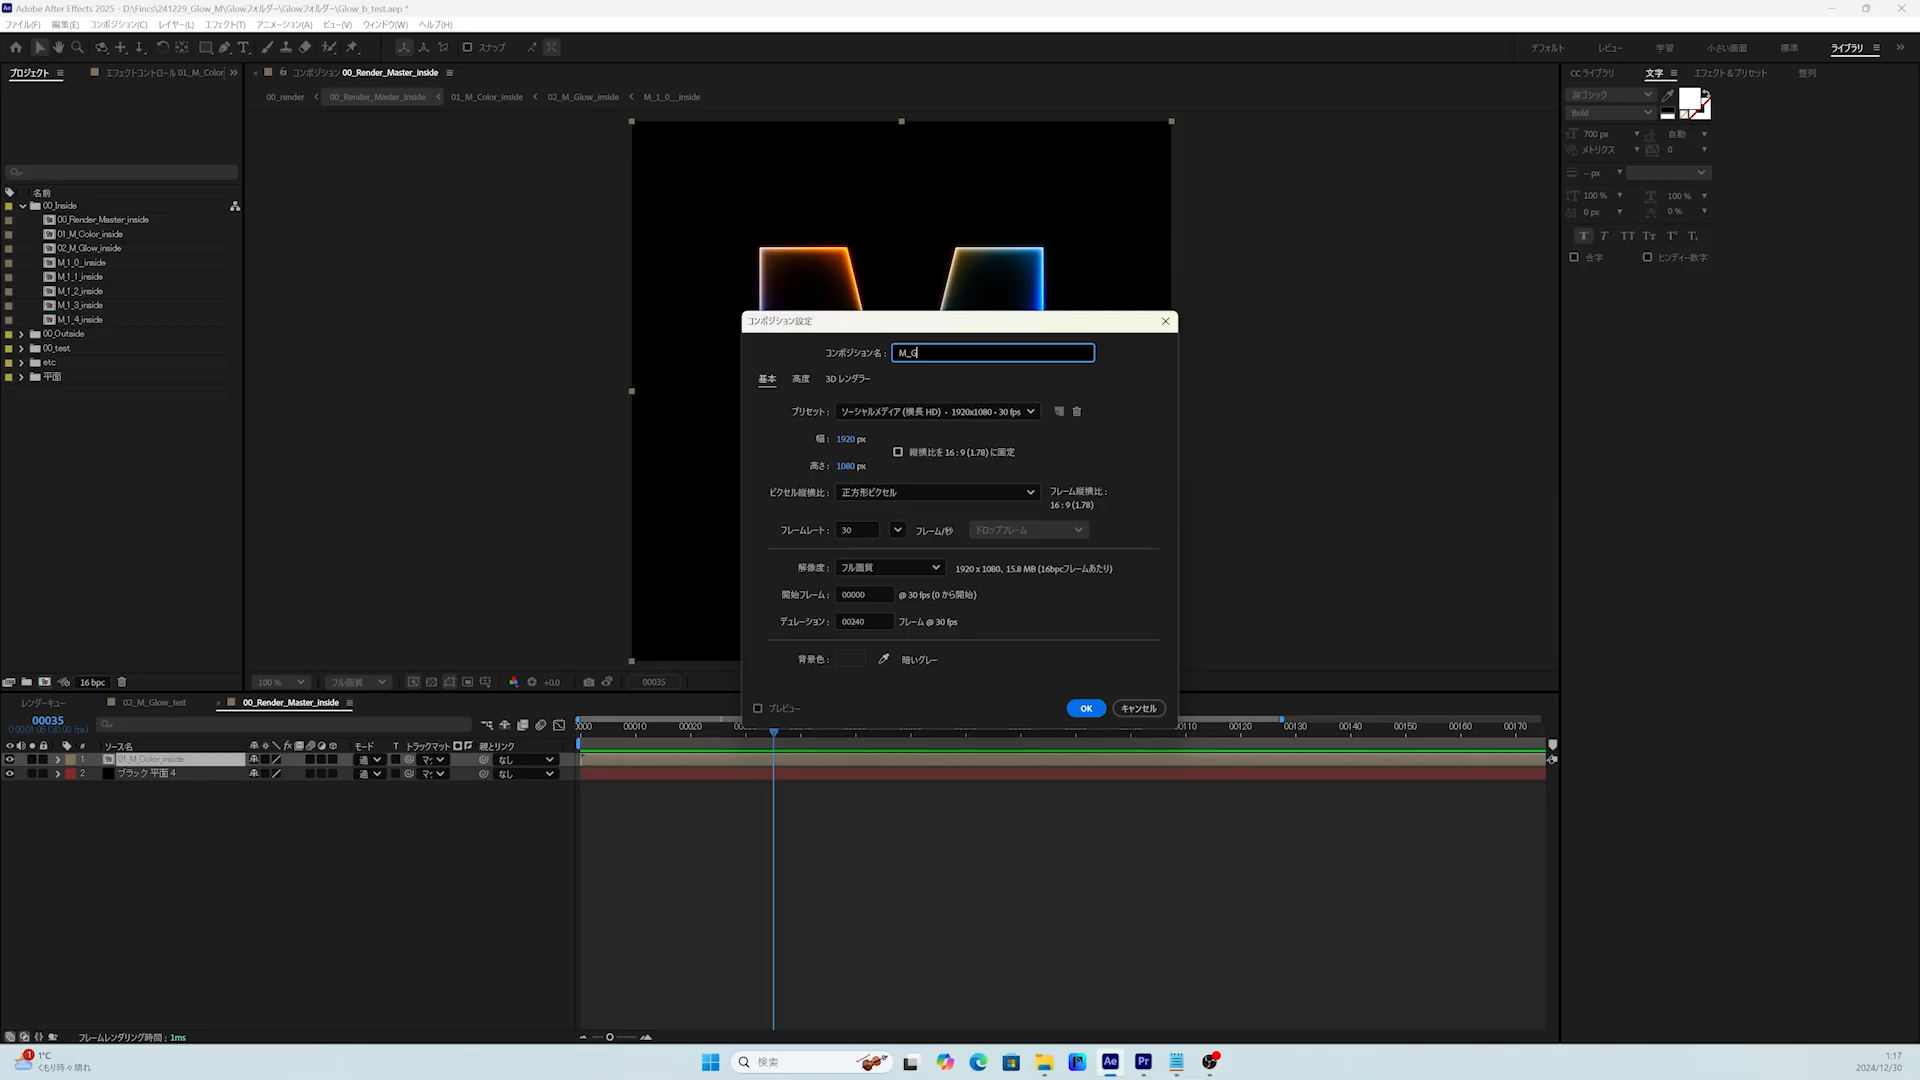 Adobe After Effects 2025 - D:\Fincs\241229_Glow_M\Glowフォルダー\Glowフォルダー\Glow_b_test.aep *
ファイル(F) 編集(E) コンポジション(C) レイヤー(L) エフェクト(T) アニメーション(A) ビュー(V) ウィンドウ(W) ヘルプ(H)
スナップ
デフォルト レビュー 学習 小さい画面 標準 ライブラリ
プロジェクト エフェクトコントロール 01_M_Color_
コンポジション 00_Render_Master_Inside
00_render 00_Render_Master_Inside 01_M_Color_inside 02_M_Glow_inside M_1_0__inside
名前
00_Inside
00_Render_Master_Inside
01_M_Color_inside
02_M_Glow_inside
M_1_0__inside
M_1_1_inside
M_1_2_inside
M_1_3_inside
M_1_4_inside
00_Outside
00_test
etc
平面
16 bpc
CC ライブラリ 文字 エフェクト＆プリセット 整列
游ゴシック
Bold
700 px 自動
メトリクス 0
- px
100 % 100 %
0 px 0 %
合字 ヒンディー数字
コンポジション設定
コンポジション名 : M_G
基本 高度 3D レンダラー
プリセット : ソーシャルメディア (横長 HD) • 1920x1080 • 30 fps
幅 : 1920 px
縦横比を 16 : 9 (1.78) に固定
高さ : 1080 px
ピクセル縦横比 : 正方形ピクセル フレーム縦横比 :
16 : 9 (1.78)
フレームレート : 30 フレーム/秒 ドロップフレーム
解像度 : フル画質 1920 x 1080、15.8 MB (16bpcフレームあたり)
開始フレーム : 00000 @ 30 fps (0 から開始)
デュレーション : 00240 フレーム @ 30 fps
背景色 : 暗いグレー
プレビュー OK キャンセル
100 % フル画質 +0.0 00035
レンダーキュー 02_M_Glow_test 00_Render_Master_Inside
00035
0:00:01:05 (30.00 fps)
# ソース名 モード T トラックマット 親とリンク
1 01_M_Color_inside なし
2 ブラック 平面 4 なし
0000 00010 00020 00120 00130 00140 00150 00160 00170
フレームレンダリング時間 : 1ms
1
1°C
くもり時々晴れ
検索
1:17
2024/12/30